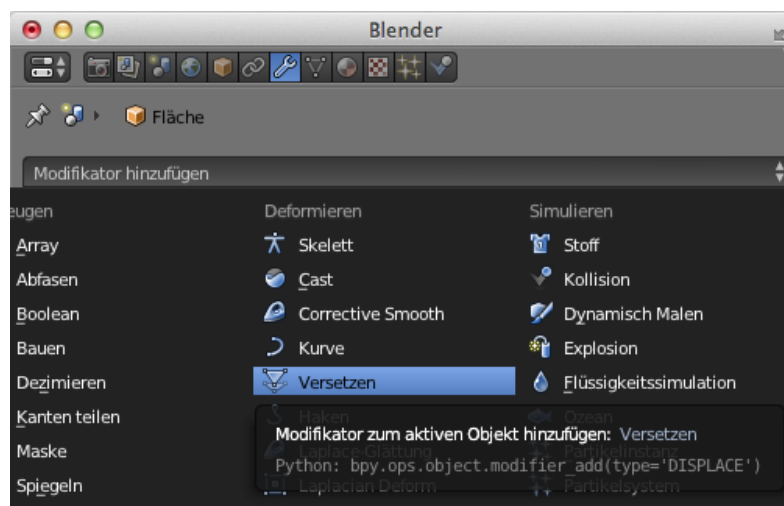 Blender
Fläche
Modifikator hinzufügen
eugen
Deformieren
Simulieren
Array
Skelett
Stoff
Abfasen
Cast
Kollision
Boolean
Corrective Smooth
Dynamisch Malen
Bauen
Kurve
Explosion
Dezimieren
Versetzen
Flüssigkeitssimulation
Kanten teilen
Haken
Ozean
Modifikator zum aktiven Objekt hinzufügen: Versetzen
Maske
Laplace-Glättung
Partikelinstanz
Python: bpy.ops.object.modifier_add(type='DISPLACE')
Spiegeln
Laplacian Deform
Partikelsystem